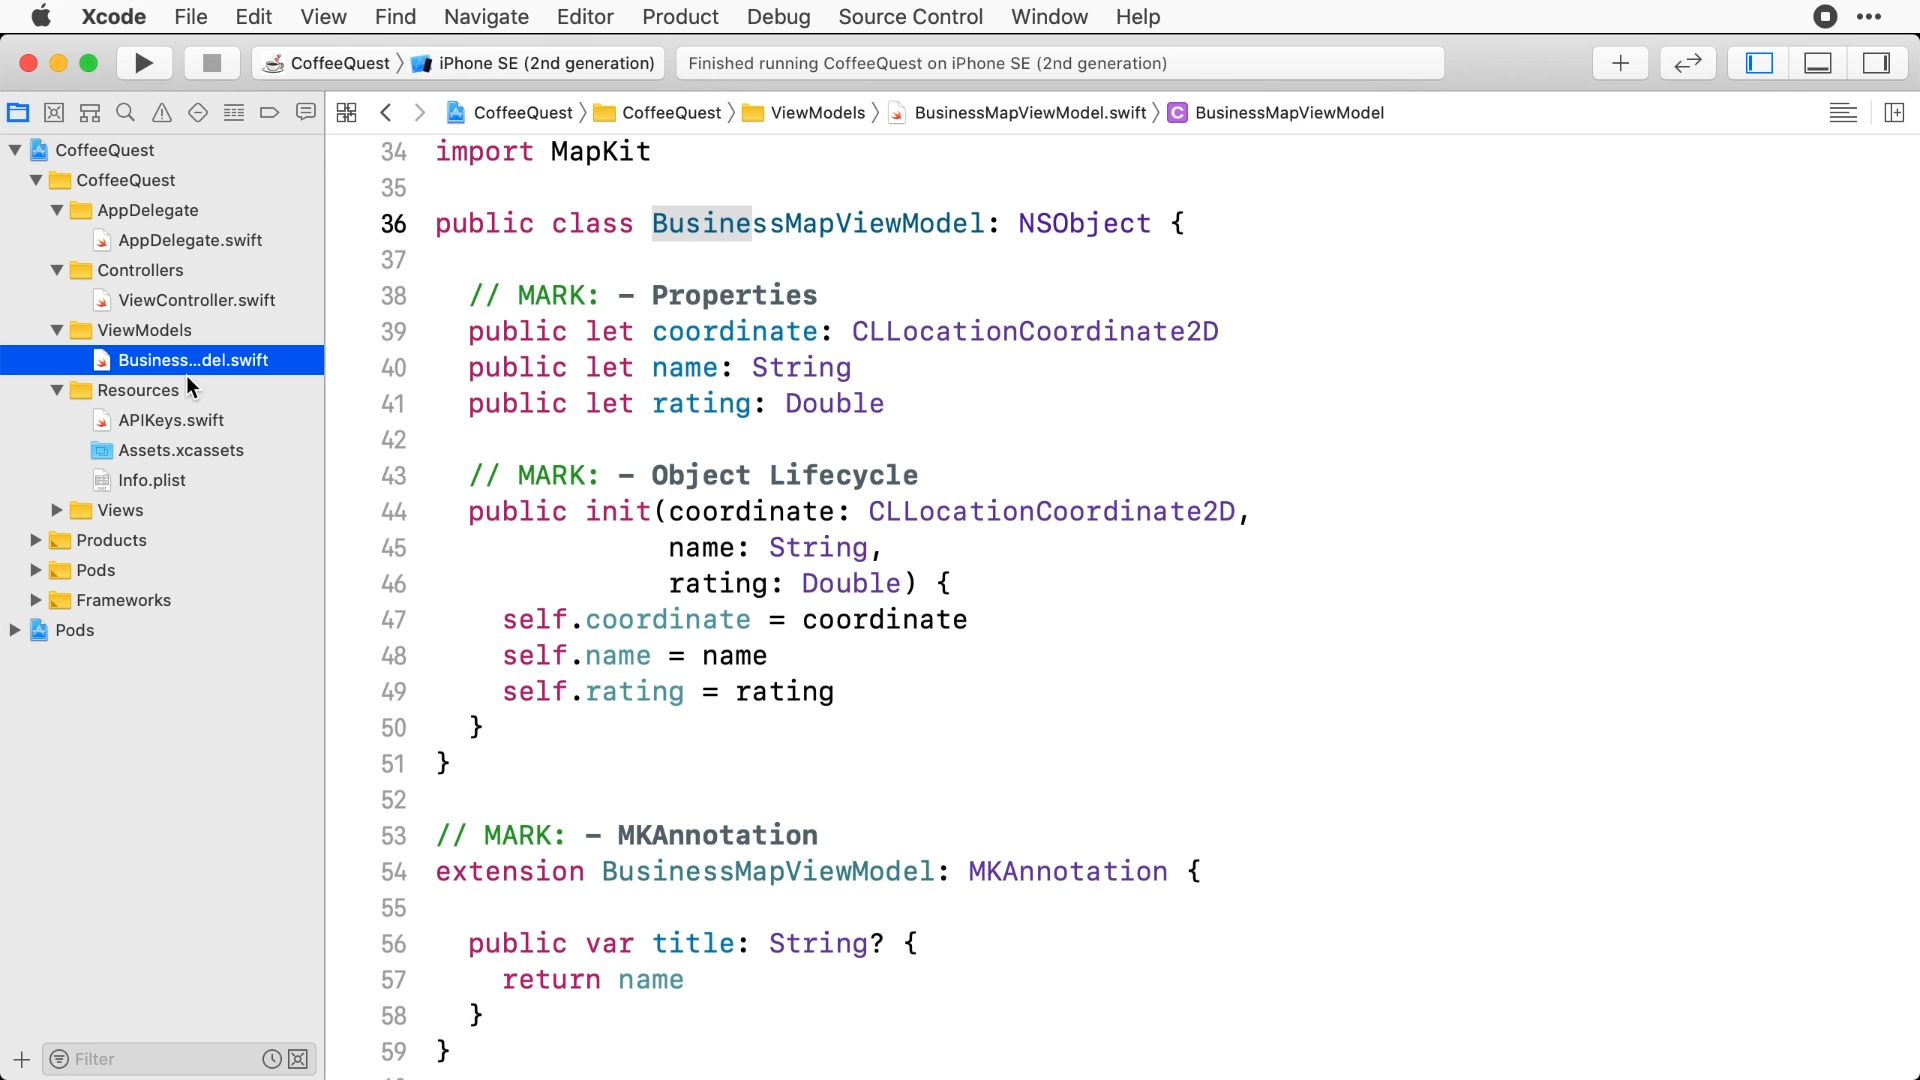 Xcode File Edit View Find Navigate Editor Product Debug Source Control Window Help
CoffeeQuest iPhone SE (2nd generation) Finished running CoffeeQuest on iPhone SE (2nd generation)
CoffeeQuest CoffeeQuest ViewModels BusinessMapViewModel.swift C BusinessMapViewModel
CoffeeQuest
CoffeeQuest
AppDelegate
AppDelegate.swift
Controllers
ViewController.swift
ViewModels
Business...del.swift
Resources
APIKeys.swift
Assets.xcassets
Info.plist
Views
Products
Pods
Frameworks
Pods
Filter
34 import MapKit
35
36 public class BusinessMapViewModel: NSObject {
37
38 // MARK: - Properties
39 public let coordinate: CLLocationCoordinate2D
40 public let name: String
41 public let rating: Double
42
43 // MARK: - Object Lifecycle
44 public init(coordinate: CLLocationCoordinate2D,
45 name: String,
46 rating: Double) {
47 self.coordinate = coordinate
48 self.name = name
49 self.rating = rating
50 }
51 }
52
53 // MARK: - MKAnnotation
54 extension BusinessMapViewModel: MKAnnotation {
55
56 public var title: String? {
57 return name
58 }
59 }